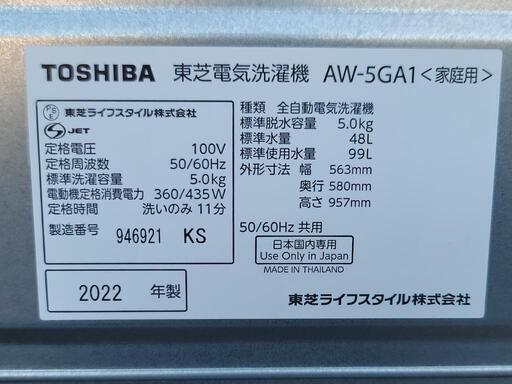 TOSHIBA 東芝電気洗濯機 AW-5GA1<家庭用>
PSE 東芝ライフスタイル株式会社
S JET
定格電圧 100V
定格周波数 50/60Hz
標準洗濯容量 5.0kg
電動機定格消費電力 360/435W
定格時間 洗いのみ 11分
製造番号 946921 KS
2022 年製
種類 全自動電気洗濯機
標準脱水容量 5.0kg
標準水量 48L
標準使用水量 99L
外形寸法 幅 563mm
奥行 580mm
高さ 957mm
50/60Hz 共用
日本国内専用
Use Only in Japan
MADE IN THAILAND
東芝ライフスタイル株式会社